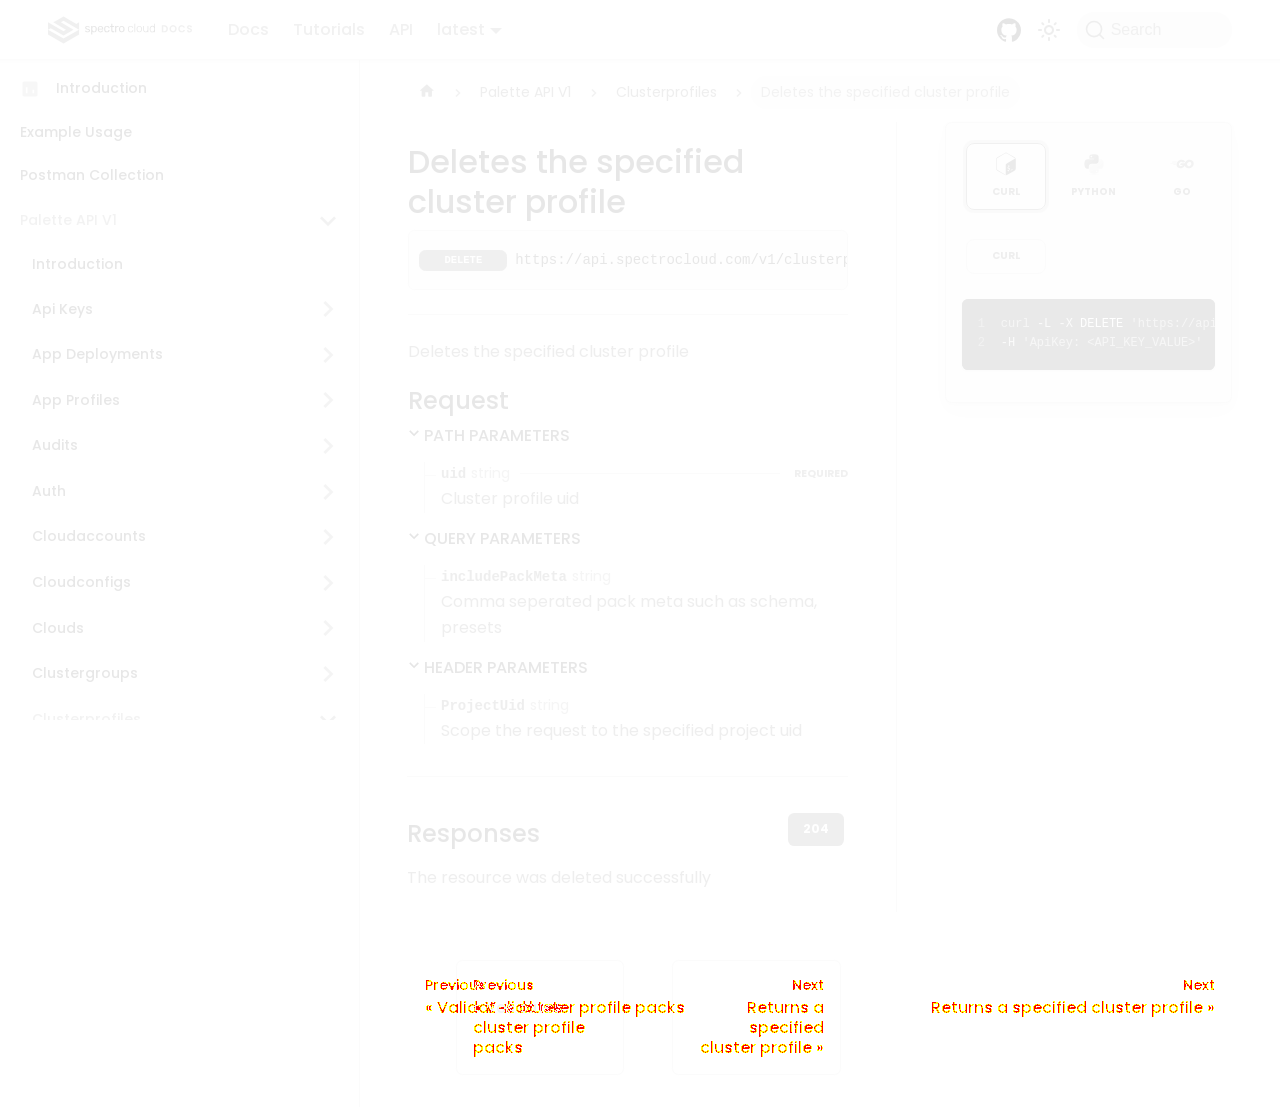 spectro cloud DOCS
Docs Tutorials API latest
Search
Introduction
Example Usage
Postman Collection
Palette API V1
Introduction
Api Keys
App Deployments
App Profiles
Audits
Auth
Cloudaccounts
Cloudconfigs
Clouds
Clustergroups
Clusterprofiles
Palette API V1 Clusterprofiles Deletes the specified cluster profile
Deletes the specified
cluster profile
DELETE https://api.spectrocloud.com/v1/clusterp
Deletes the specified cluster profile
Request
PATH PARAMETERS
uid string REQUIRED
Cluster profile uid
QUERY PARAMETERS
includePackMeta string
Comma seperated pack meta such as schema,
presets
HEADER PARAMETERS
ProjectUid string
Scope the request to the specified project uid
Responses 204
The resource was deleted successfully
CURL PYTHON GO
CURL
1 curl -L -X DELETE 'https://api
2 -H 'ApiKey: <API_KEY_VALUE>'
Previous
cluster profile packs
Previous
cluster profile
packs
Next
Returns a
specified
cluster profile »
Next
Returns a specified cluster profile »